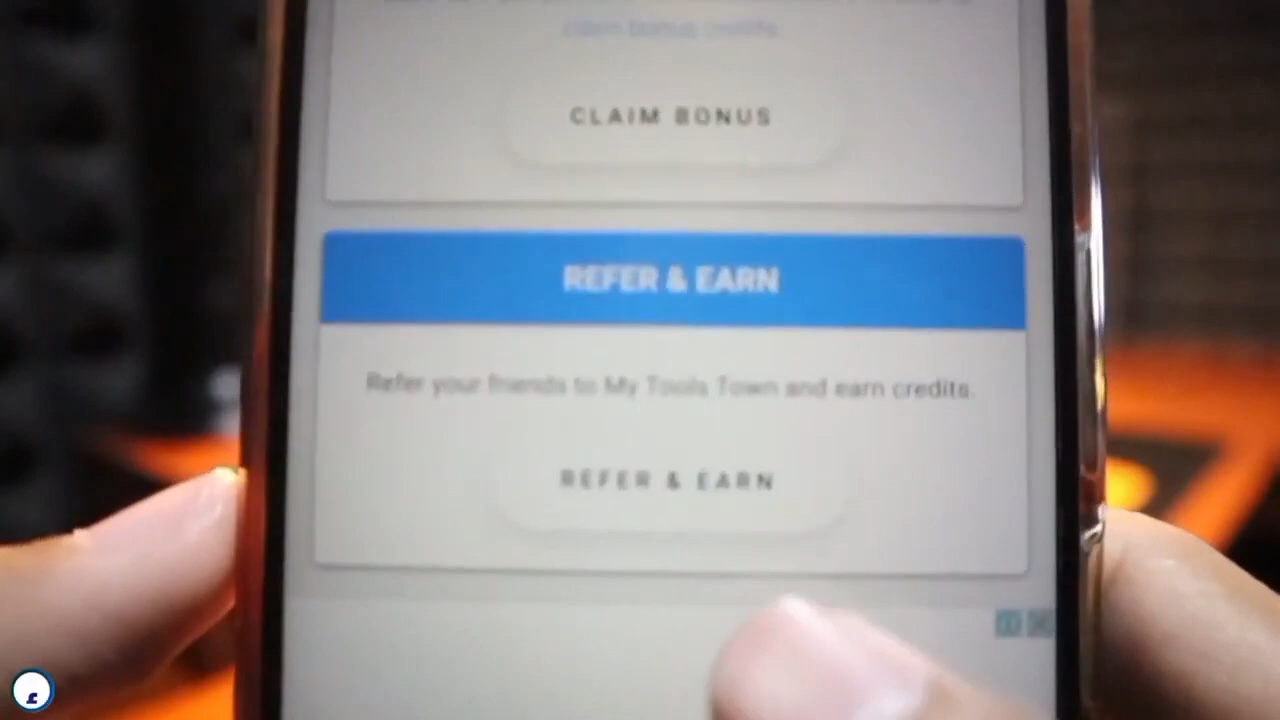 claim bonus credits
CLAIM BONUS
REFER & EARN
Refer your friends to My Tools Town and earn credits.
REFER & EARN
£